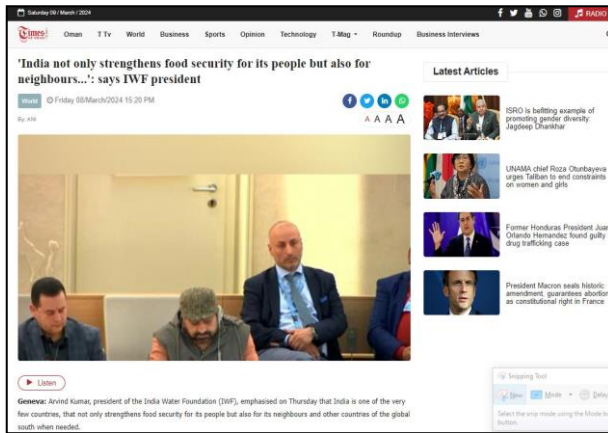 Saturday 09 / March / 2024
RADIO
Times
Oman T Tv World Business Sports Opinion Technology T-Mag Roundup Business Interviews
'India not only strengthens food security for its people but also for
neighbours...': says IWF president
World Friday 08/March/2024 15:20 PM
By: ANI
A A A A
Listen
Geneva: Arvind Kumar, president of the India Water Foundation (IWF), emphasised on Thursday that India is one of the very
few countries, that not only strengthens food security for its people but also for its neighbours and other countries of the global
south when needed.
Latest Articles
ISRO is befitting example of
promoting gender diversity:
Jagdeep Dhankhar
UNAMA chief Roza Otunbayeva
urges Taliban to end constraints
on women and girls
Former Honduras President Juan
Orlando Hernandez found guilty
drug trafficking case
President Macron seals historic
amendment, guarantees abortion
as constitutional right in France
Snipping Tool
New Mode Delay
Select the snip mode using the Mode
button.